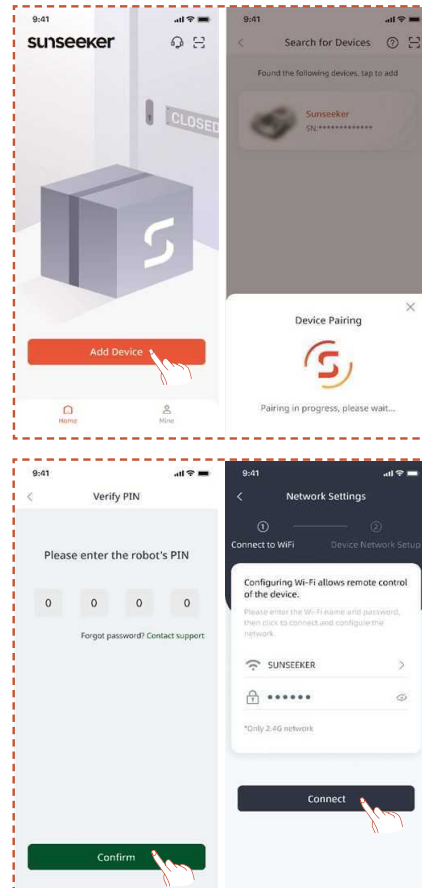 9:41
sunseeker
CLOSED
Add Device
Home
Mine
9:41
Search for Devices
Found the following devices, tap to add
Sunseeker
SN:*************
Device Pairing
Pairing in progress, please wait...
9:41
Verify PIN
Please enter the robot's PIN
0 0 0 0
Forgot password? Contact support
Confirm
9:41
Network Settings
1 2
Connect to WiFi Device Network Setup
Configuring Wi-Fi allows remote control
of the device.
Please enter the Wi-Fi name and password,
then click to connect and configure the
network.
SUNSEEKER
••••••
*Only 2.4G network
Connect